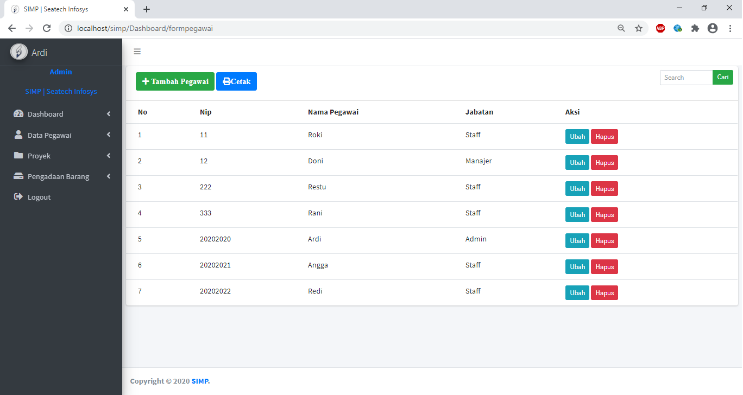 SIMP | Seatech Infosys
localhost/simp/Dashboard/formpegawai
Ardi
Admin
SIMP | Seatech Infosys
Dashboard
Data Pegawai
Proyek
Pengadaan Barang
Logout
Tambah Pegawai Cetak
Search Cari
No Nip Nama Pegawai Jabatan Aksi
1 11 Roki Staff Ubah Hapus
2 12 Doni Manajer Ubah Hapus
3 222 Restu Staff Ubah Hapus
4 333 Rani Staff Ubah Hapus
5 20202020 Ardi Admin Ubah Hapus
6 20202021 Angga Staff Ubah Hapus
7 20202022 Redi Staff Ubah Hapus
Copyright © 2020 SIMP.